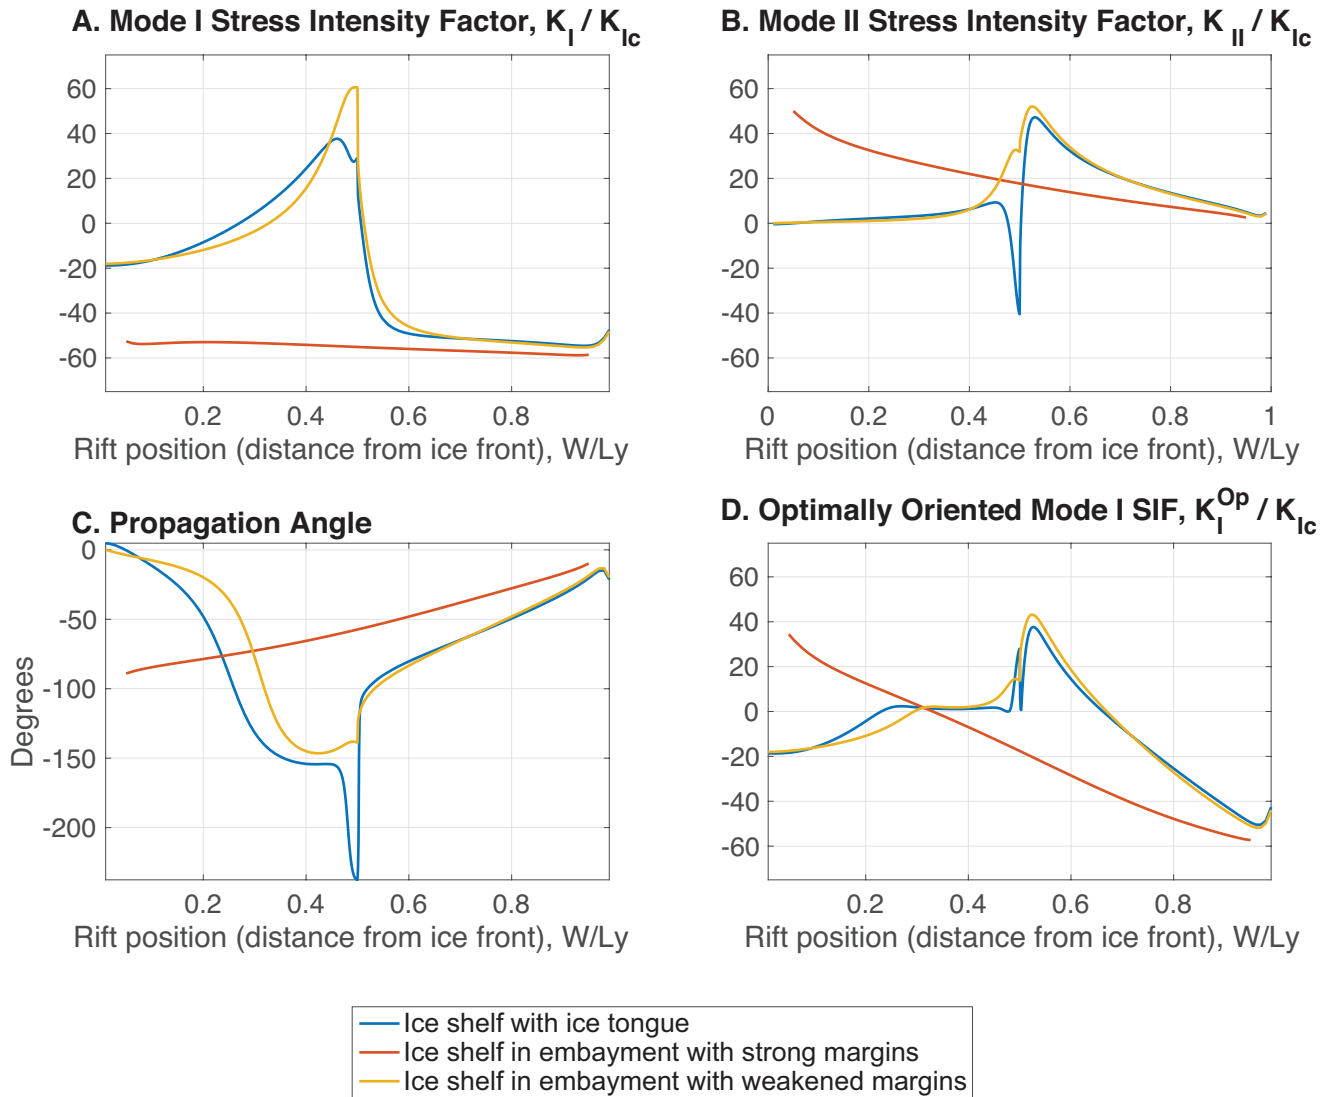 A. Mode I Stress Intensity Factor, K_I / K_Ic
60
40
20
0
-20
-40
-60
0.2 0.4 0.6 0.8
Rift position (distance from ice front), W/Ly
B. Mode II Stress Intensity Factor, K_II / K_Ic
60
40
20
0
-20
-40
-60
0 0.2 0.4 0.6 0.8 1
Rift position (distance from ice front), W/Ly
C. Propagation Angle
Degrees
0
-50
-100
-150
-200
0.2 0.4 0.6 0.8
Rift position (distance from ice front), W/Ly
D. Optimally Oriented Mode I SIF, K_I^Op / K_Ic
60
40
20
0
-20
-40
-60
0.2 0.4 0.6 0.8
Rift position (distance from ice front), W/Ly
Ice shelf with ice tongue
Ice shelf in embayment with strong margins
Ice shelf in embayment with weakened margins